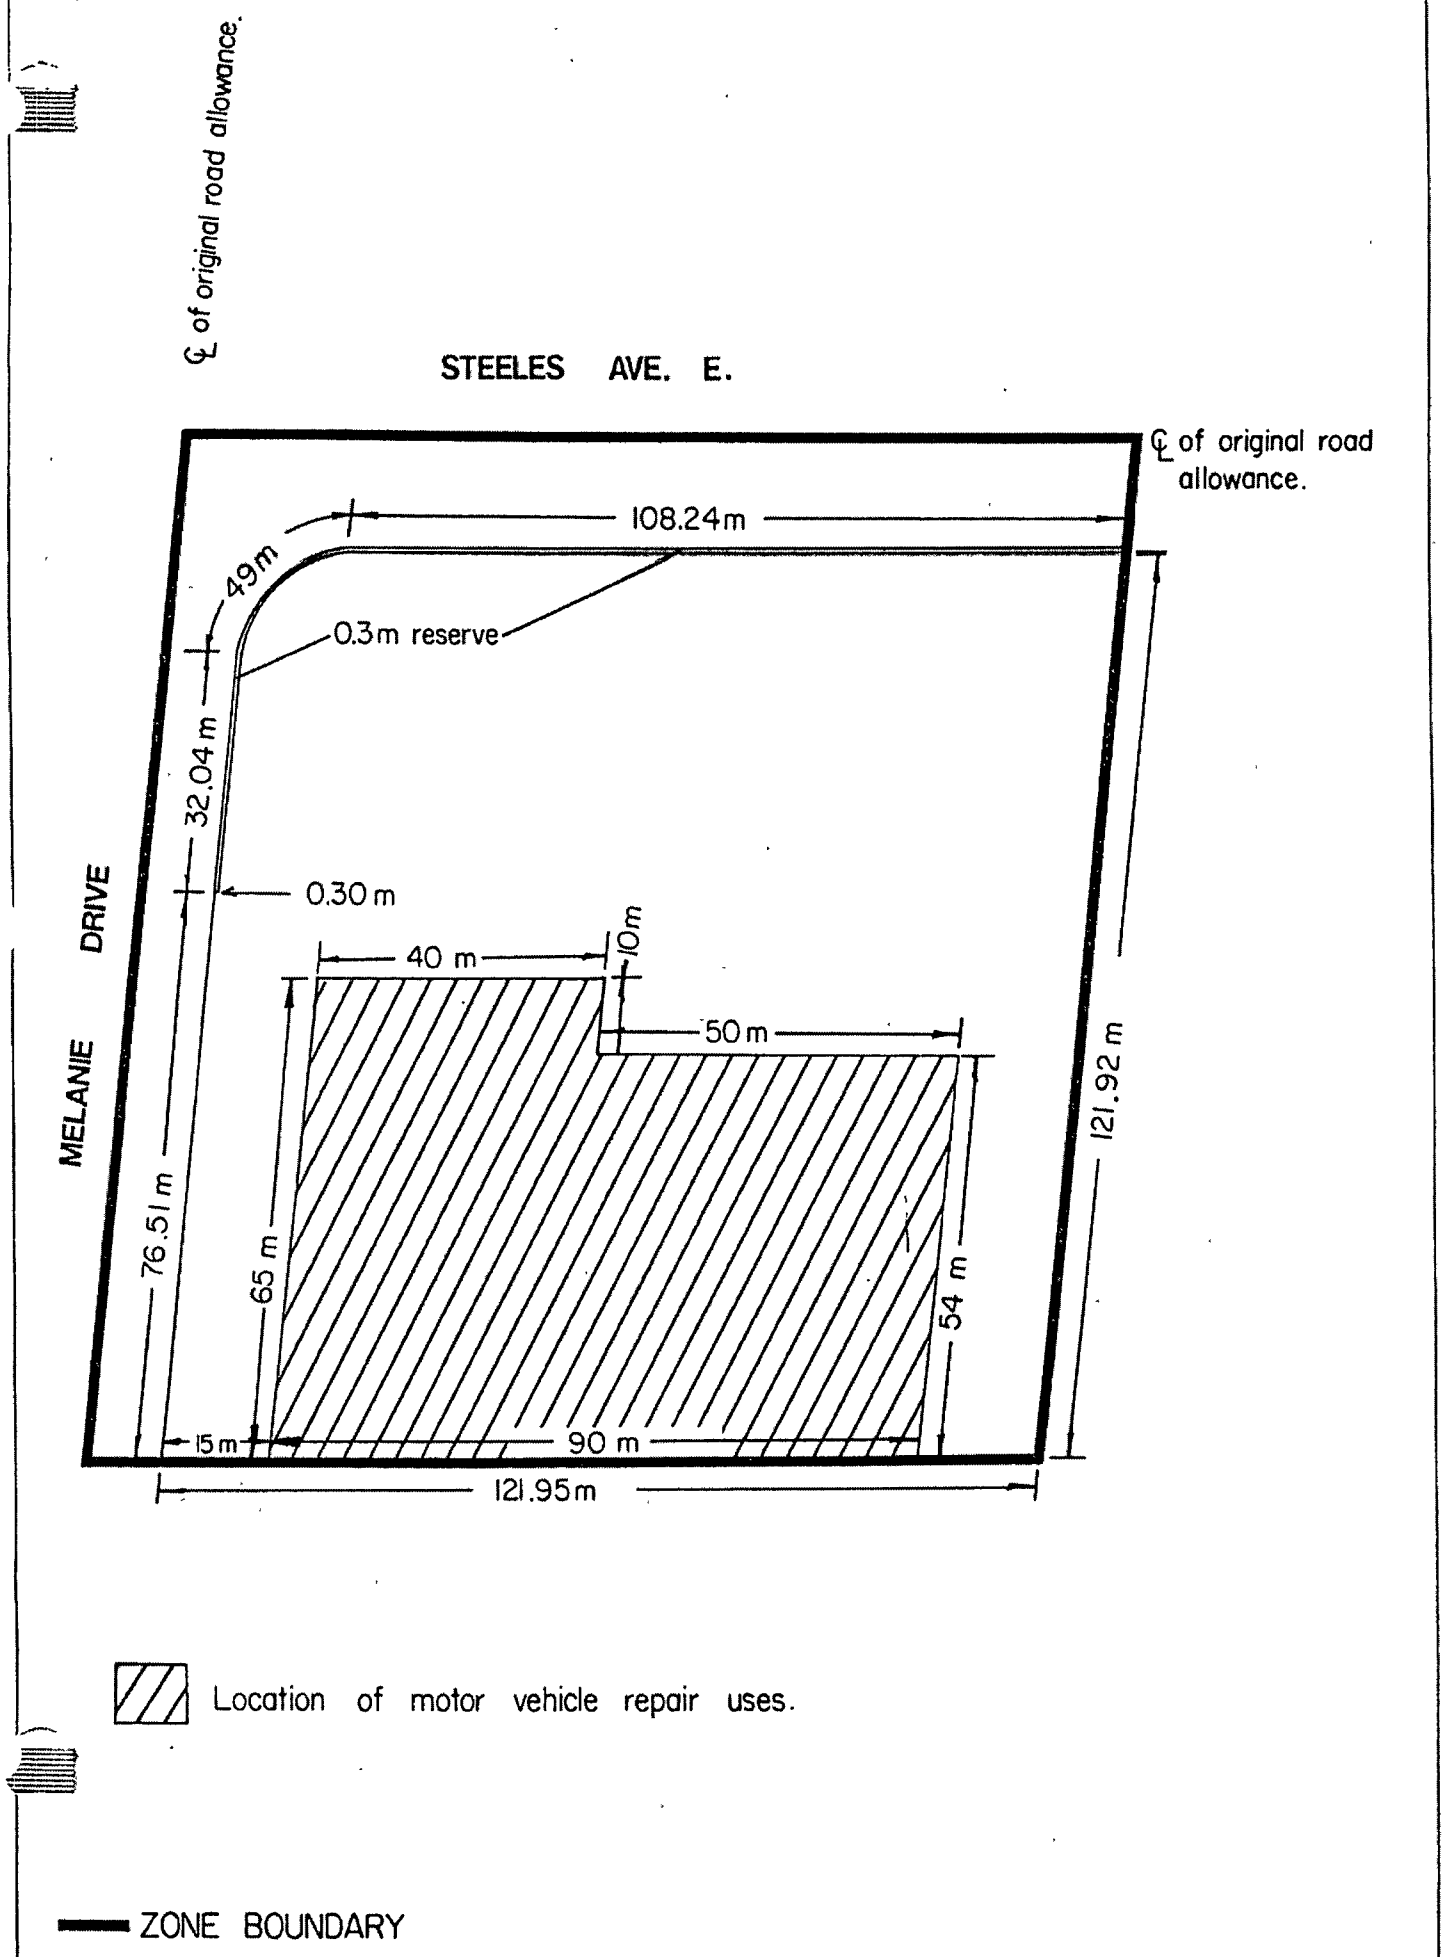 ℄ of original road allowance.
STEELES AVE. E.
℄ of original road
allowance.
108.24m
49m
0.3m reserve
32.04 m
0.30 m
MELANIE DRIVE
40 m
10m
50 m
121.92 m
76.51 m
65 m
54 m
15m
90 m
121.95m
Location of motor vehicle repair uses.
ZONE BOUNDARY